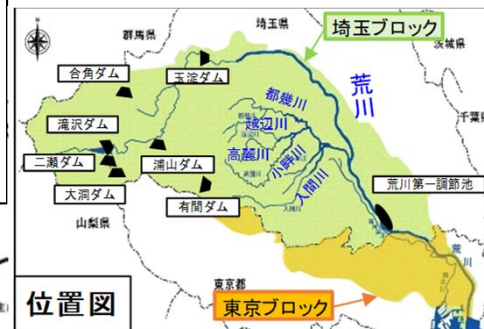 群馬県
埼玉県
埼玉ブロック
茨城県
合角ダム
玉淀ダム
荒川
都幾川
千葉県
滝沢ダム
越辺川
高麗川
小畔川
二瀬ダム
浦山ダム
入間川
荒川第一調節池
大洞ダム
有間ダム
山梨県
荒川
東京都
位置図
東京ブロック